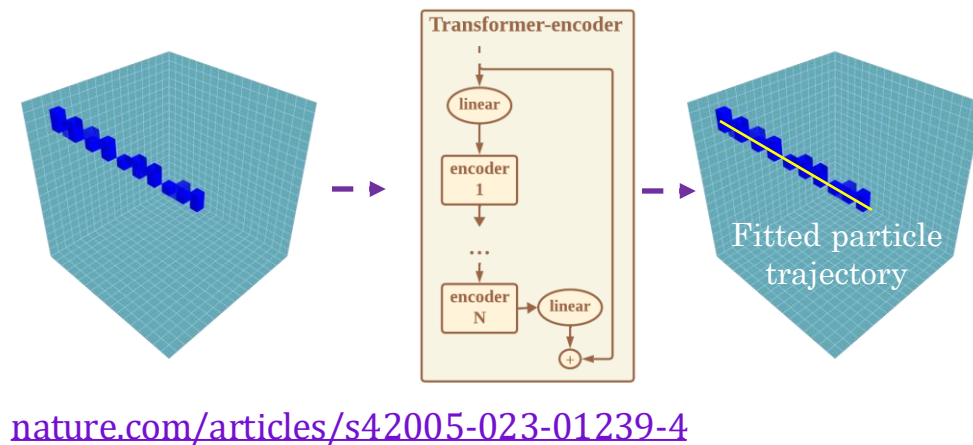 Transformer-encoder
linear
encoder
1
...
encoder
N
linear
+
Fitted particle
trajectory
nature.com/articles/s42005-023-01239-4